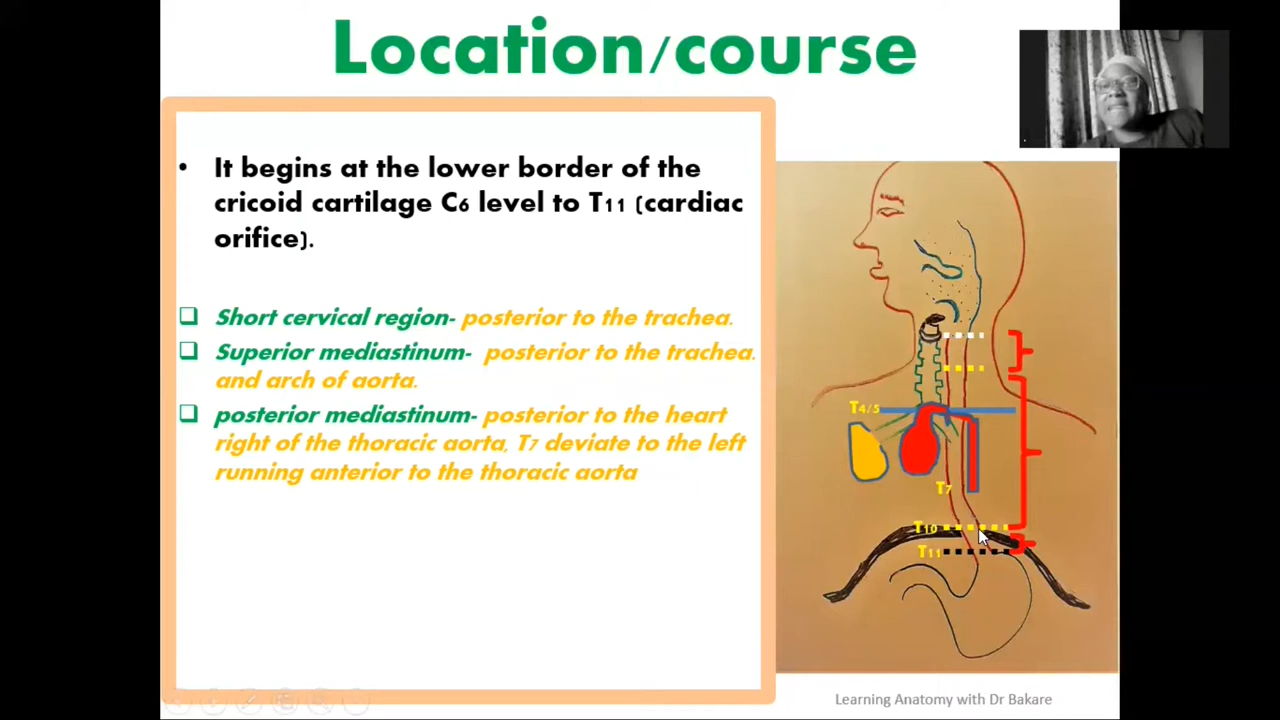 Location/course
• It begins at the lower border of the
cricoid cartilage C6 level to T11 (cardiac
orifice).
❑ Short cervical region- posterior to the trachea.
❑ Superior mediastinum- posterior to the trachea.
and arch of aorta.
❑ posterior mediastinum- posterior to the heart
right of the thoracic aorta, T7 deviate to the left
running anterior to the thoracic aorta
T4/5
T7
T10
T11
Learning Anatomy with Dr Bakare